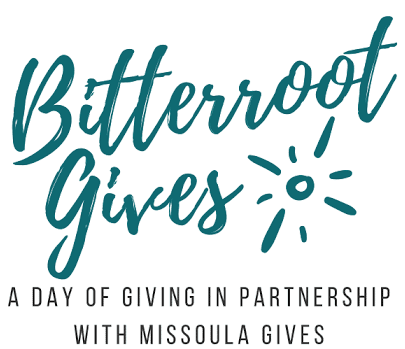 Bitterroot
Gives
A DAY OF GIVING IN PARTNERSHIP
WITH MISSOULA GIVES